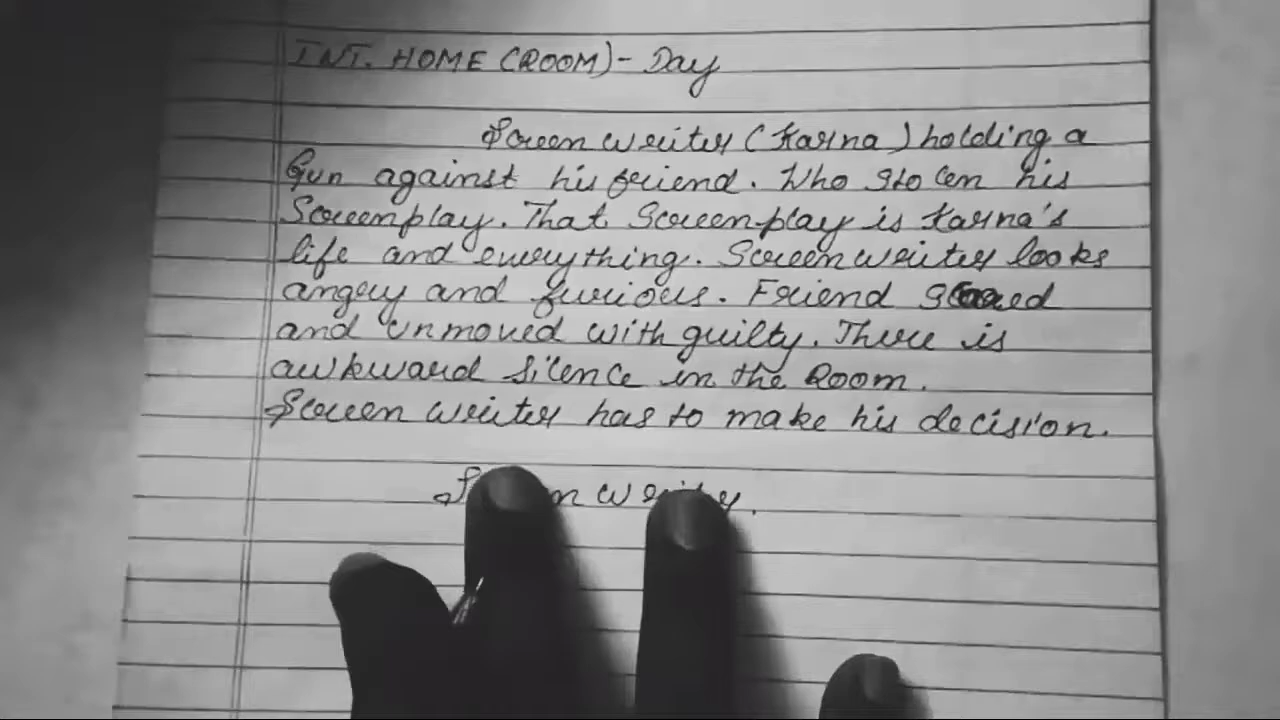 INT. HOME (ROOM) - Day
Screen writer (Karna) holding a
Gun against his friend. Who stolen his
Screenplay. That Screenplay is Karna's
life and everything. Screen writer looks
angry and furious. Friend
and unmoved with guilty. There is
awkward silence in the Room.
Screen writer has to make his decision.